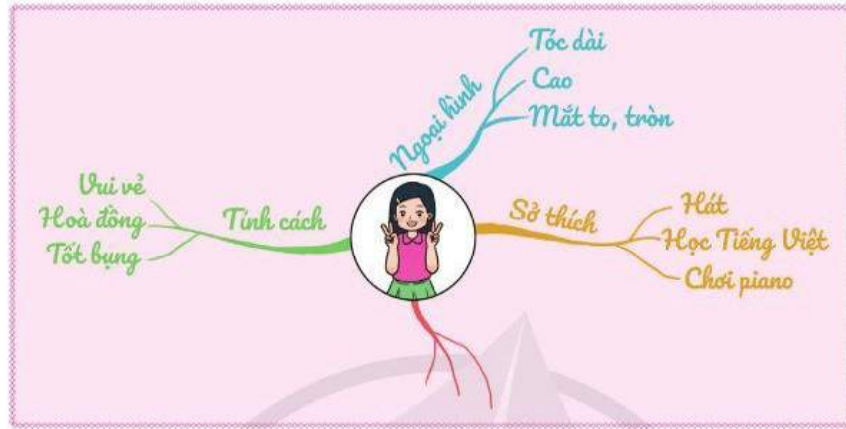 Ngoại hình
Tóc dài
Cao
Mắt to, tròn
Tính cách
Vui vẻ
Hoà đồng
Tốt bụng
Sở thích
Hát
Học Tiếng Việt
Chơi piano